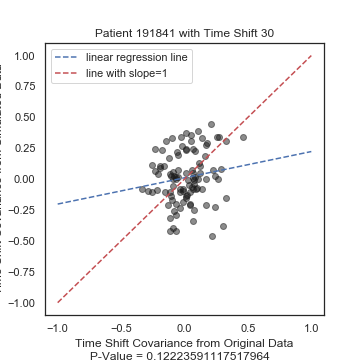 Patient 191841 with Time Shift 30
linear regression line
line with slope=1
1.00
0.75
0.50
0.25
0.00
−0.25
−0.50
−0.75
−1.00
−1.0 −0.5 0.0 0.5 1.0
Time Shift Covariance from Original Data
P-Value = 0.12223591117517964